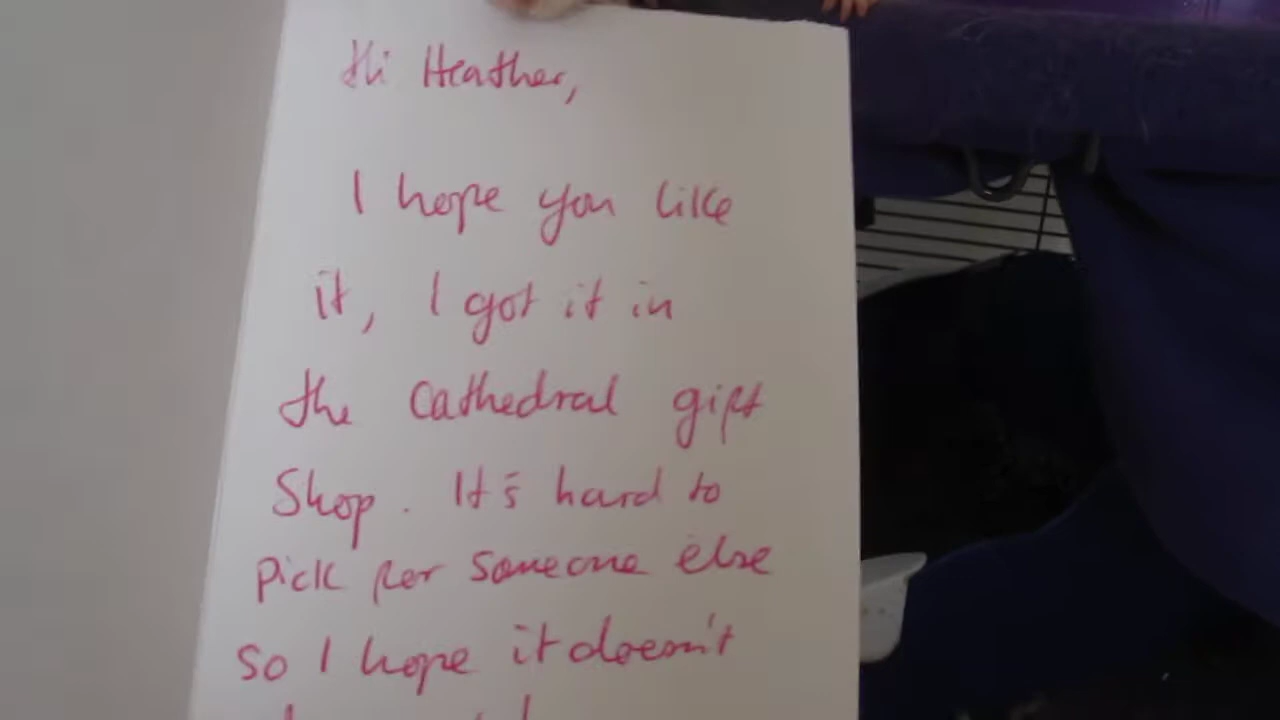 Hi Heather,
I hope you like
it, I got it in
the Cathedral gift
Shop. It's hard to
pick for someone else
so I hope it doesn't